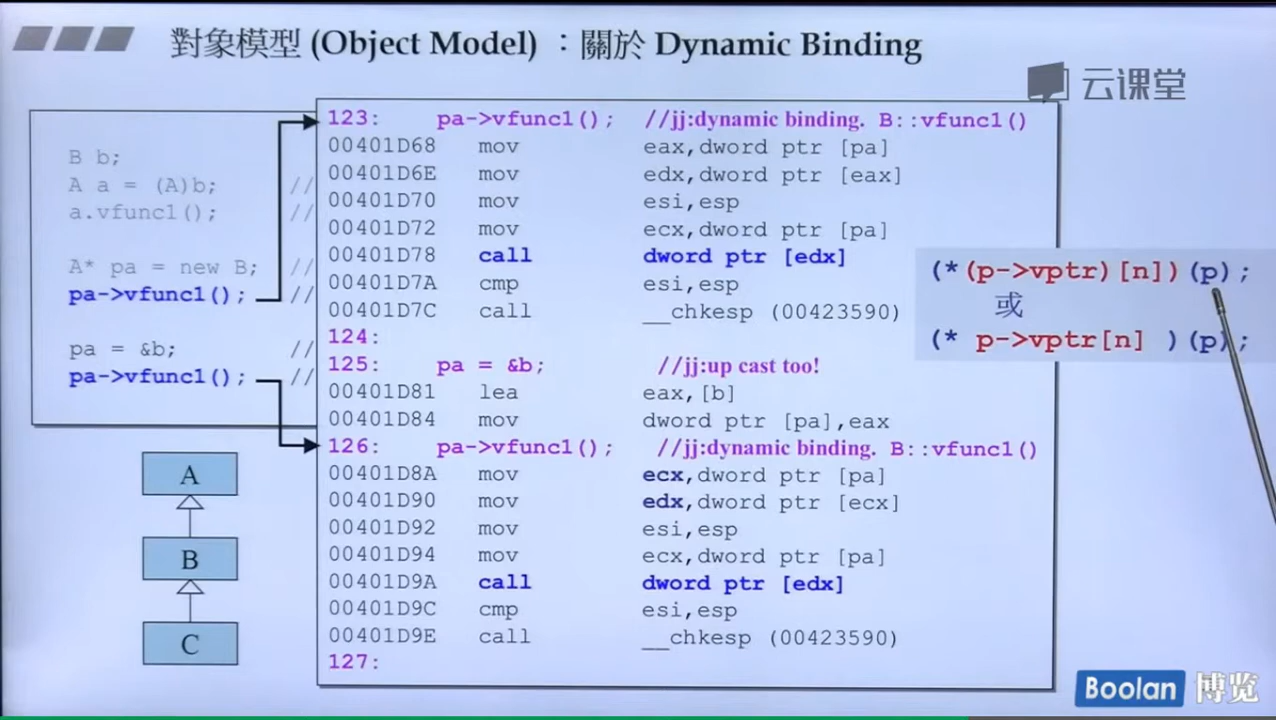 對象模型 (Object Model) ：關於 Dynamic Binding
云课堂
B b;
A a = (A)b; //
a.vfunc1(); //
A* pa = new B; //
pa->vfunc1(); //
pa = &b; //
pa->vfunc1(); //
123: pa->vfunc1(); //jj:dynamic binding. B::vfunc1()
00401D68 mov eax,dword ptr [pa]
00401D6E mov edx,dword ptr [eax]
00401D70 mov esi,esp
00401D72 mov ecx,dword ptr [pa]
00401D78 call dword ptr [edx]
00401D7A cmp esi,esp
00401D7C call __chkesp (00423590)
124:
125: pa = &b; //jj:up cast too!
00401D81 lea eax,[b]
00401D84 mov dword ptr [pa],eax
126: pa->vfunc1(); //jj:dynamic binding. B::vfunc1()
00401D8A mov ecx,dword ptr [pa]
00401D90 mov edx,dword ptr [ecx]
00401D92 mov esi,esp
00401D94 mov ecx,dword ptr [pa]
00401D9A call dword ptr [edx]
00401D9C cmp esi,esp
00401D9E call __chkesp (00423590)
127:
(*(p->vptr)[n])(p);
或
(* p->vptr[n] )(p);
A
B
C
Boolan 博览